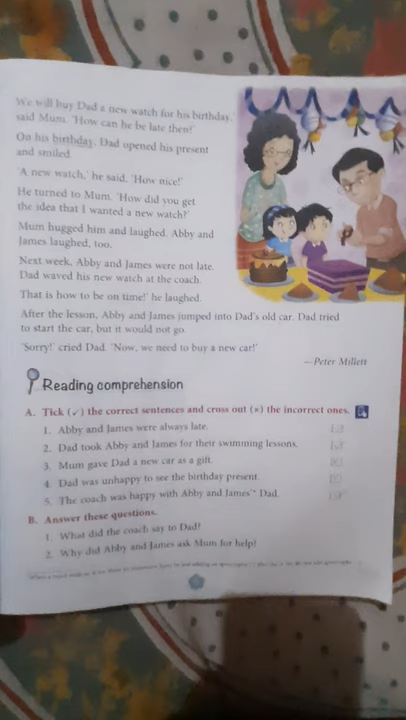 We will buy Dad a new watch for his birthday,'
said Mum. 'How can he be late then?'
On his birthday, Dad opened his present
and smiled.
'A new watch,' he said. 'How nice!'
He turned to Mum. 'How did you get
the idea that I wanted a new watch?'
Mum hugged him and laughed. Abby and
James laughed, too.
Next week, Abby and James were not late.
Dad waved his new watch at the coach.
That is how to be on time!' he laughed.
After the lesson, Abby and James jumped into Dad's old car. Dad tried
to start the car, but it would not go.
'Sorry!' cried Dad. 'Now, we need to buy a new car!'
—Peter Millett
Reading comprehension
A. Tick (✓) the correct sentences and cross out (×) the incorrect ones.
1. Abby and James were always late.
2. Dad took Abby and James for their swimming lessons.
3. Mum gave Dad a new car as a gift.
4. Dad was unhappy to see the birthday present.
5. The coach was happy with Abby and James' Dad.
B. Answer these questions.
1. What did the coach say to Dad?
2. Why did Abby and James ask Mum for help?